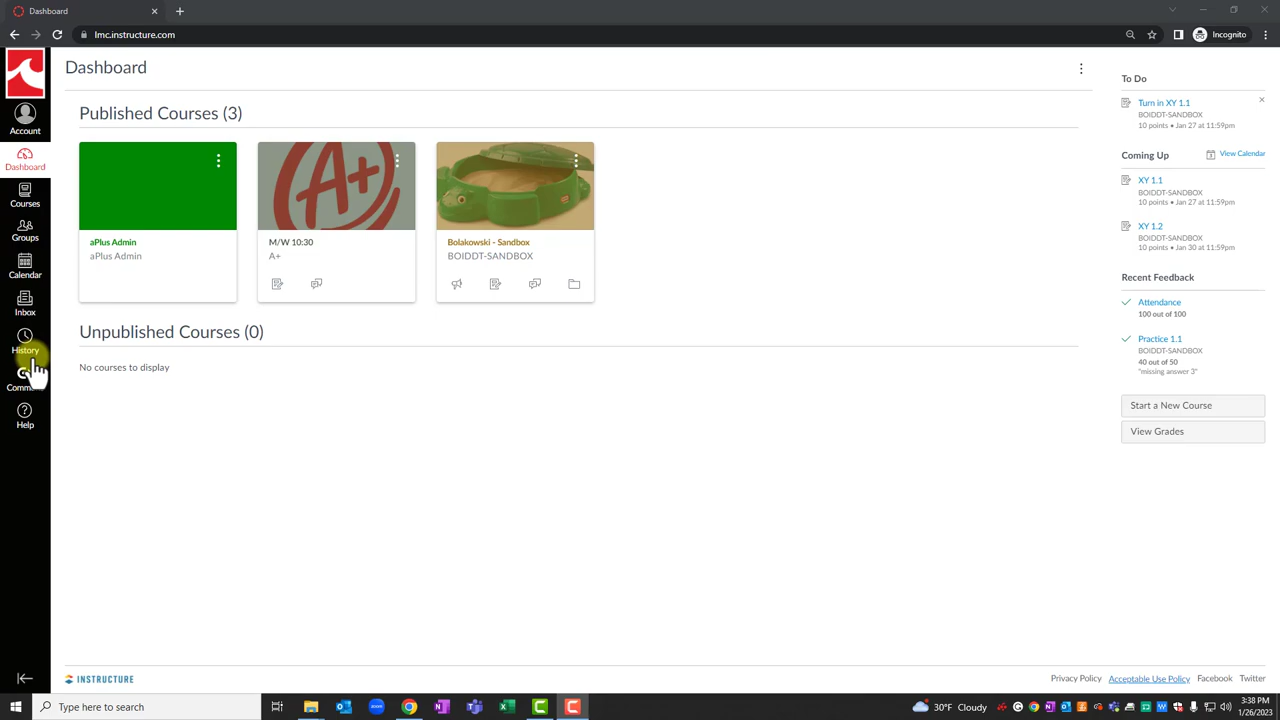 Dashboard
lmc.instructure.com
Incognito
Account
Dashboard
Courses
Groups
Calendar
Inbox
History
Help
Dashboard
Published Courses (3)
aPlus Admin
aPlus Admin
A+
M/W 10:30
A+
Bolakowski - Sandbox
BOIDDT-SANDBOX
Unpublished Courses (0)
No courses to display
To Do
Turn in XY 1.1
BOIDDT-SANDBOX
10 points • Jan 27 at 11:59pm
Coming Up
View Calendar
XY 1.1
BOIDDT-SANDBOX
10 points • Jan 27 at 11:59pm
XY 1.2
BOIDDT-SANDBOX
10 points • Jan 30 at 11:59pm
Recent Feedback
Attendance
100 out of 100
Practice 1.1
BOIDDT-SANDBOX
40 out of 50
"missing answer 3"
Start a New Course
View Grades
INSTRUCTURE
Privacy Policy
Acceptable Use Policy
Facebook
Twitter
Type here to search
30°F Cloudy
3:38 PM
1/26/2023